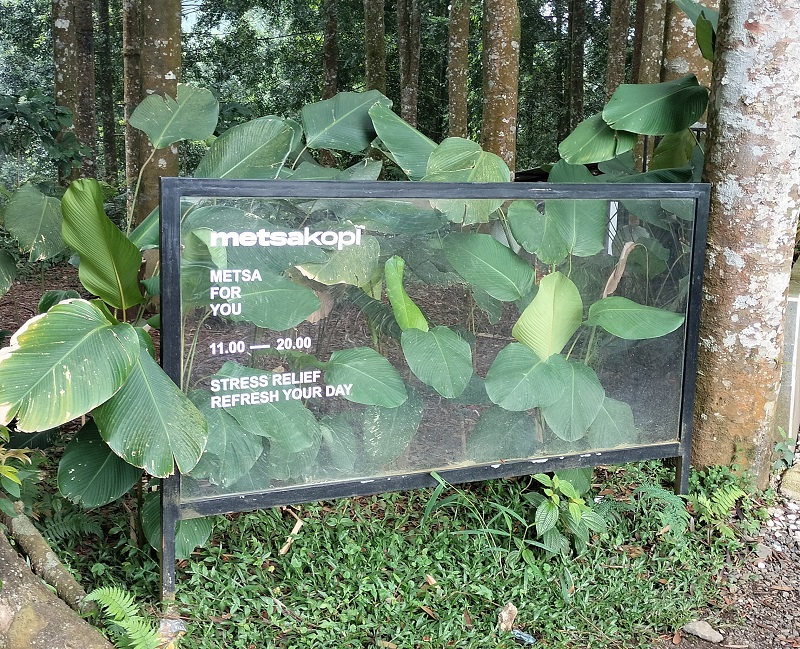 metsakopi
METSA
FOR
YOU
11.00 — 20.00
STRESS RELIEF
REFRESH YOUR DAY